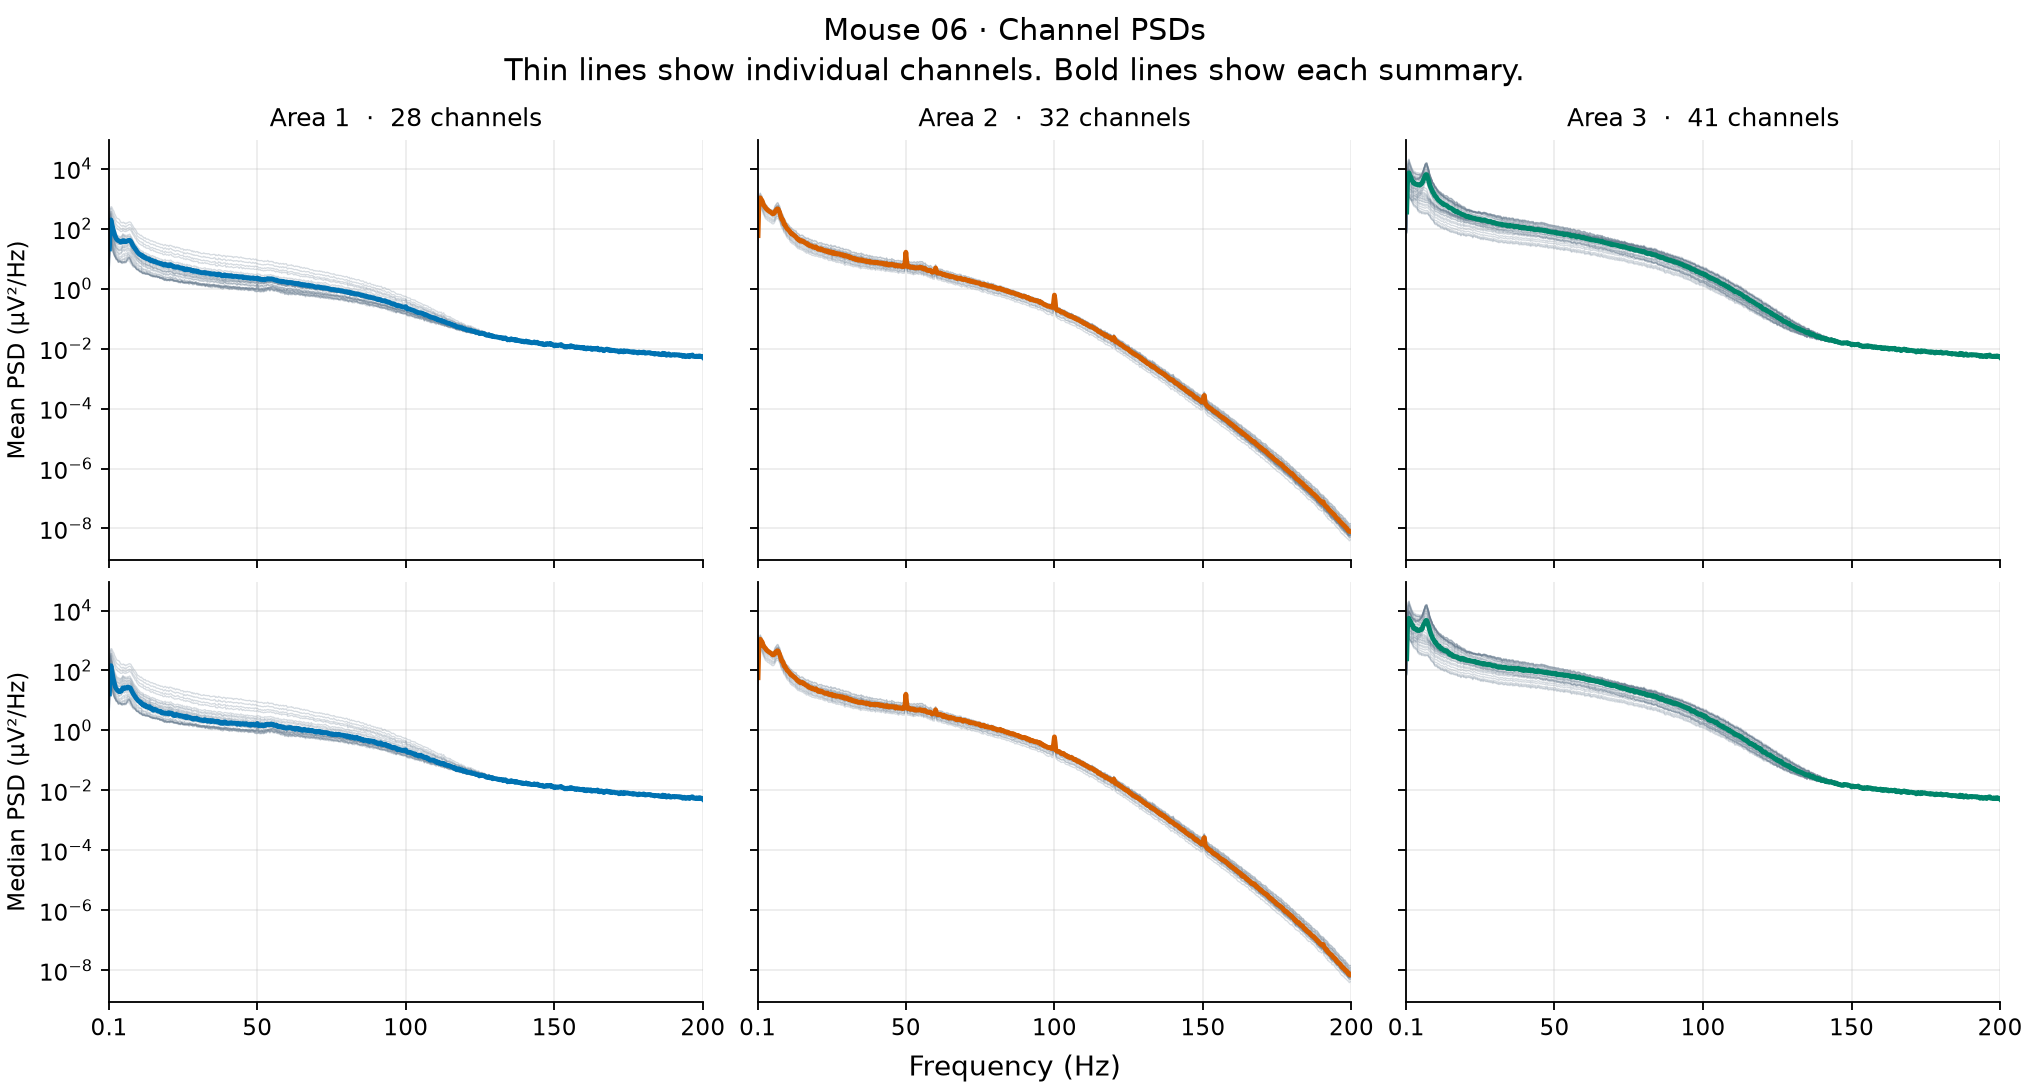 Mouse 06 · Channel PSDs
Thin lines show individual channels. Bold lines show each summary.
Area 1 · 28 channels
Area 2 · 32 channels
Area 3 · 41 channels
Mean PSD (µV²/Hz)
10⁴
10²
10⁰
10⁻²
10⁻⁴
10⁻⁶
10⁻⁸
Median PSD (µV²/Hz)
10⁴
10²
10⁰
10⁻²
10⁻⁴
10⁻⁶
10⁻⁸
0.1 50 100 150 200
0.1 50 100 150 200
0.1 50 100 150 200
Frequency (Hz)